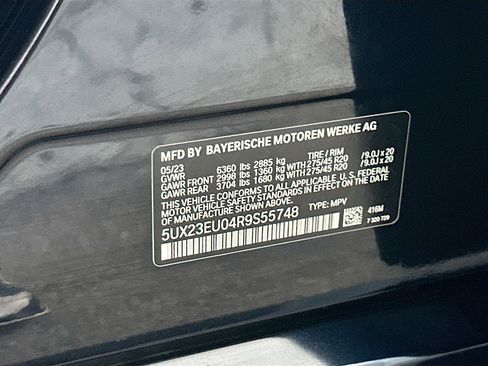 MFD BY BAYERISCHE MOTOREN WERKE AG
05/23 6360 lbs 2885 kg TIRE / RIM
GVWR
GAWR FRONT 2998 lbs 1360 kg WITH 275/45 R20 /9.0J x 20
GAWR REAR 3704 lbs 1680 kg WITH 275/45 R20 /9.0J x 20
THIS VEHICLE CONFORMS TO ALL APPLICABLE U.S. FEDERAL
MOTOR VEHICLE SAFETY STANDARDS IN EFFECT ON THE DATE
OF MANUFACTURE SHOWN ABOVE.
5UX23EU04R9S55748 TYPE: MPV
416M